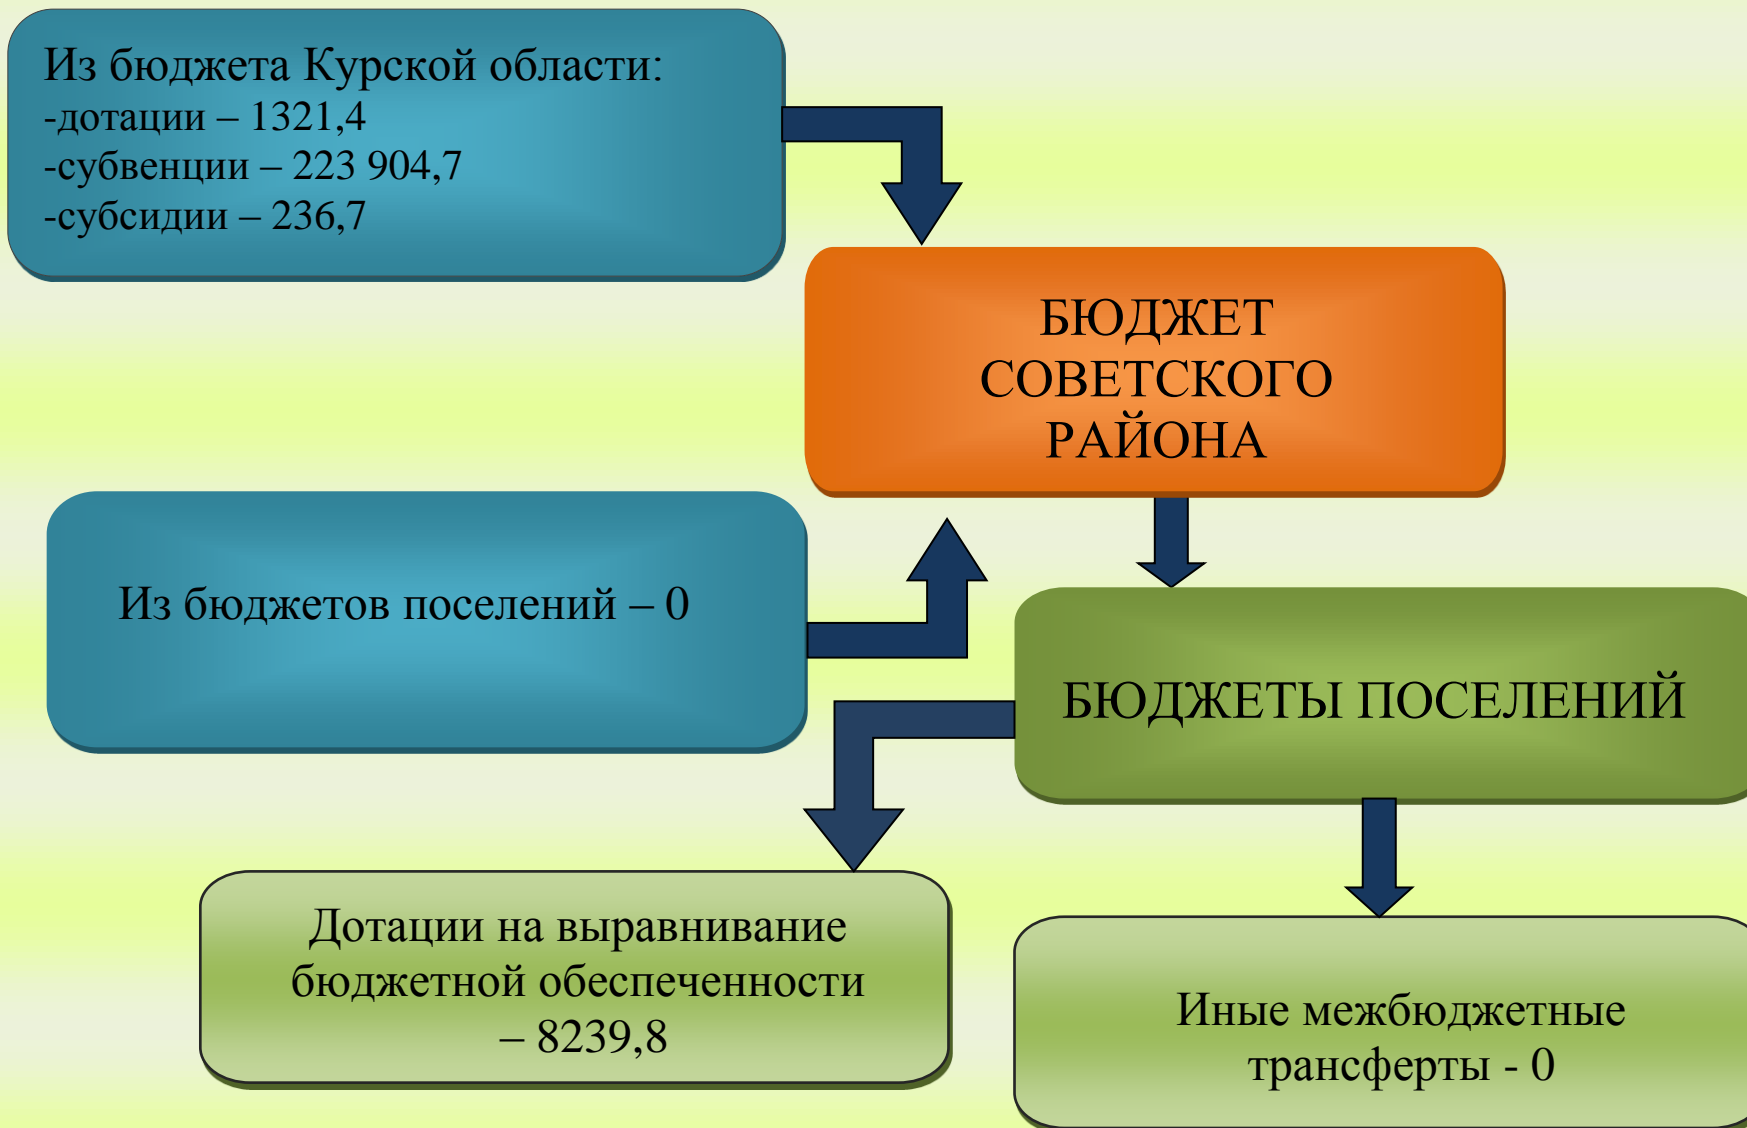 Из бюджета Курской области:
-дотации – 1321,4
-субвенции – 223 904,7
-субсидии – 236,7
БЮДЖЕТ
СОВЕТСКОГО
РАЙОНА
Из бюджетов поселений – 0
БЮДЖЕТЫ ПОСЕЛЕНИЙ
Дотации на выравнивание
бюджетной обеспеченности
– 8239,8
Иные межбюджетные
трансферты - 0